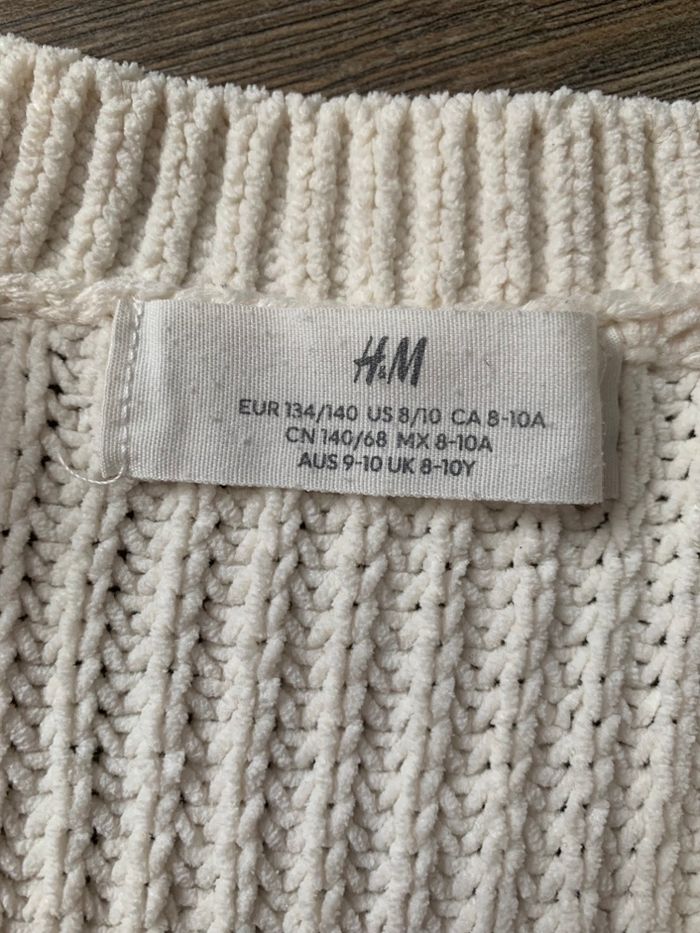 H&M
EUR 134/140 US 8/10 CA 8-10A
CN 140/68 MX 8-10A
AUS 9-10 UK 8-10Y